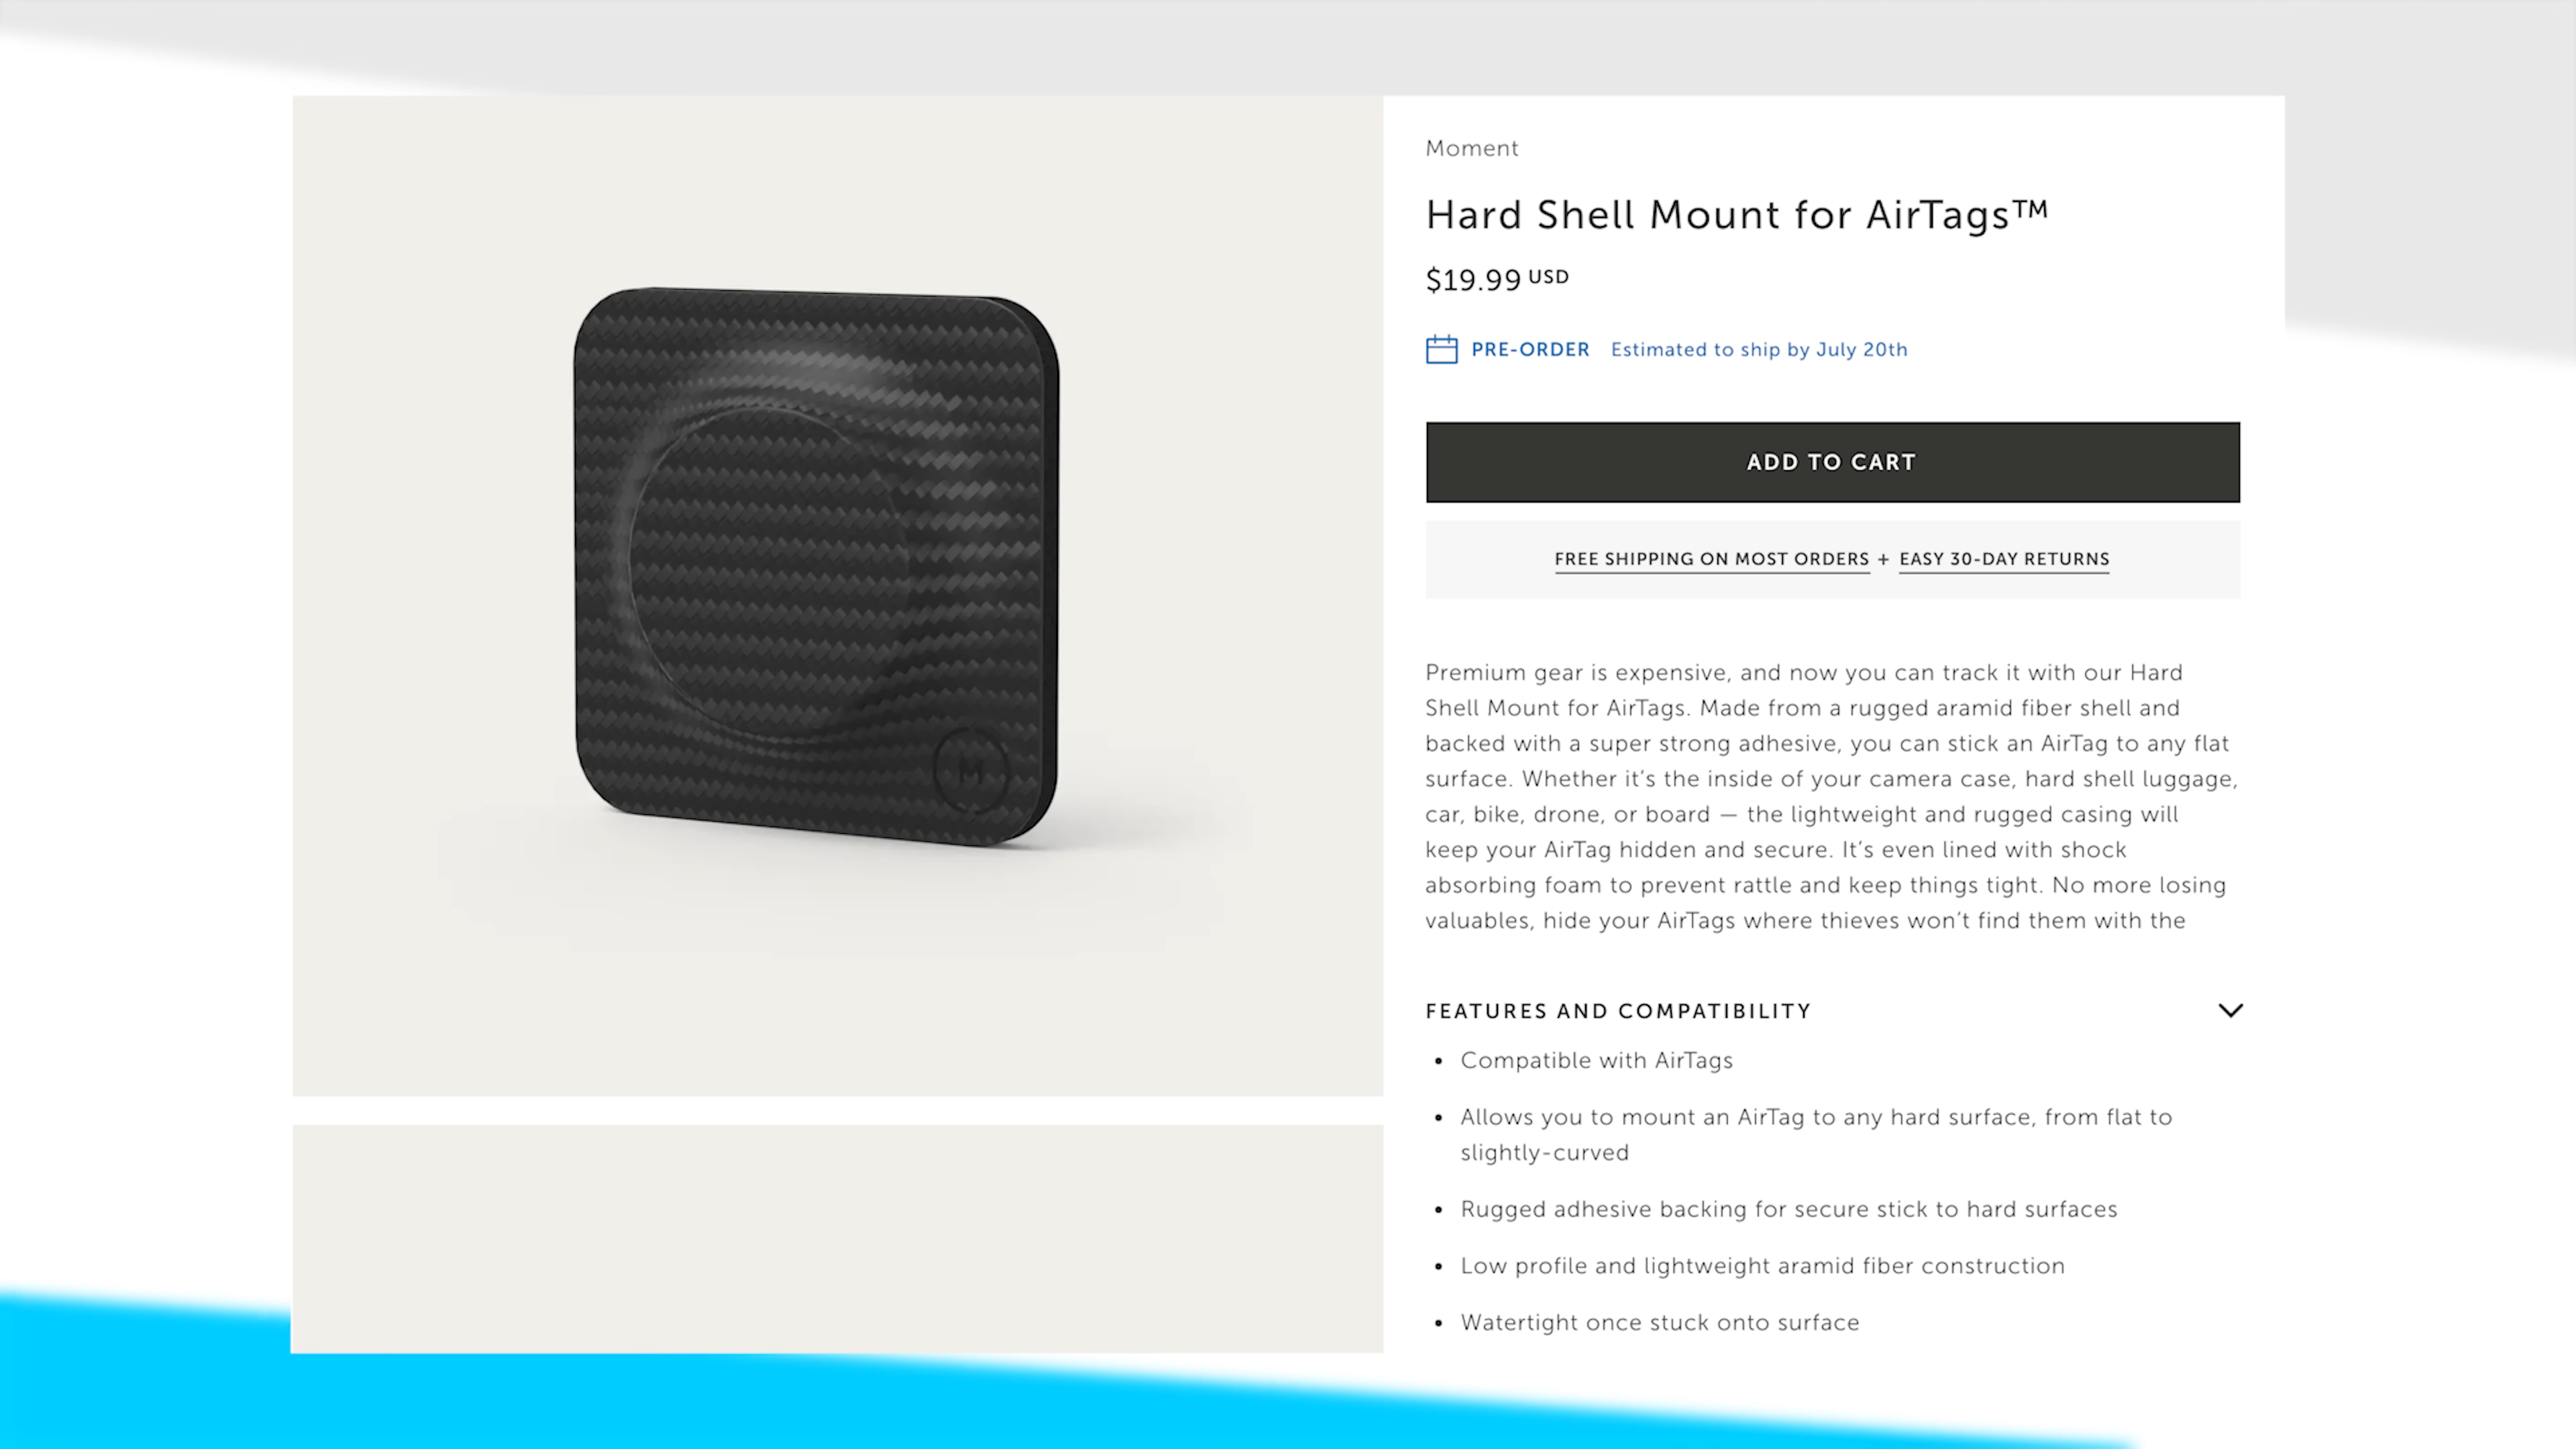 Moment
Hard Shell Mount for AirTags™
$19.99 USD
PRE-ORDER Estimated to ship by July 20th
ADD TO CART
FREE SHIPPING ON MOST ORDERS + EASY 30-DAY RETURNS
Premium gear is expensive, and now you can track it with our Hard
Shell Mount for AirTags. Made from a rugged aramid fiber shell and
backed with a super strong adhesive, you can stick an AirTag to any flat
surface. Whether it’s the inside of your camera case, hard shell luggage,
car, bike, drone, or board — the lightweight and rugged casing will
keep your AirTag hidden and secure. It’s even lined with shock
absorbing foam to prevent rattle and keep things tight. No more losing
valuables, hide your AirTags where thieves won’t find them with the
FEATURES AND COMPATIBILITY
• Compatible with AirTags
• Allows you to mount an AirTag to any hard surface, from flat to
slightly-curved
• Rugged adhesive backing for secure stick to hard surfaces
• Low profile and lightweight aramid fiber construction
• Watertight once stuck onto surface
M